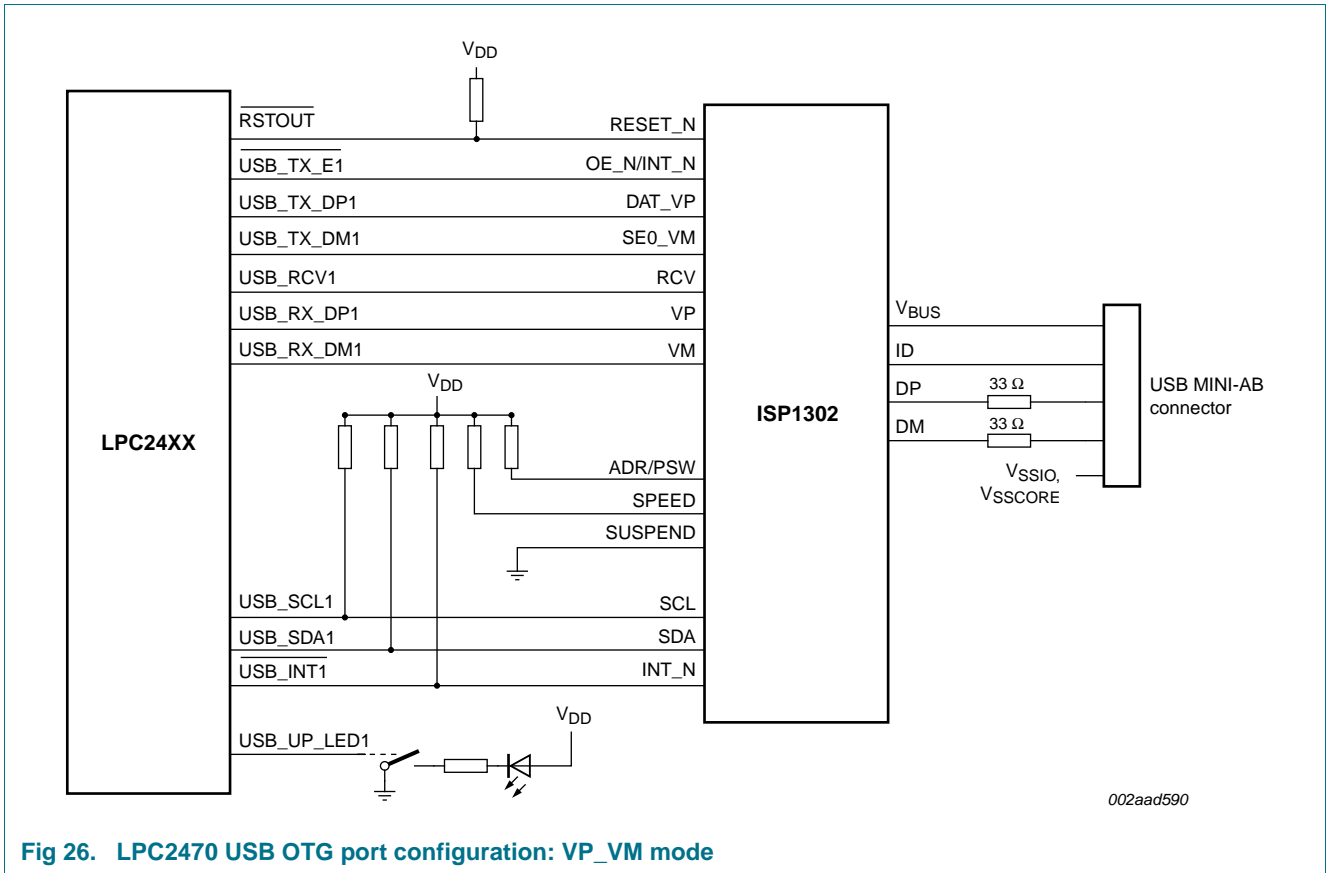 VDD
RSTOUT
RESET_N
USB_TX_E1
OE_N/INT_N
USB_TX_DP1
DAT_VP
USB_TX_DM1
SE0_VM
USB_RCV1
RCV
USB_RX_DP1
VP
USB_RX_DM1
VM
VBUS
ID
DP
33 Ω
DM
33 Ω
USB MINI-AB
connector
VSSIO,
VSSCORE
LPC24XX
ISP1302
VDD
ADR/PSW
SPEED
SUSPEND
USB_SCL1
SCL
USB_SDA1
SDA
USB_INT1
INT_N
USB_UP_LED1
VDD
002aad590
Fig 26. LPC2470 USB OTG port configuration: VP_VM mode